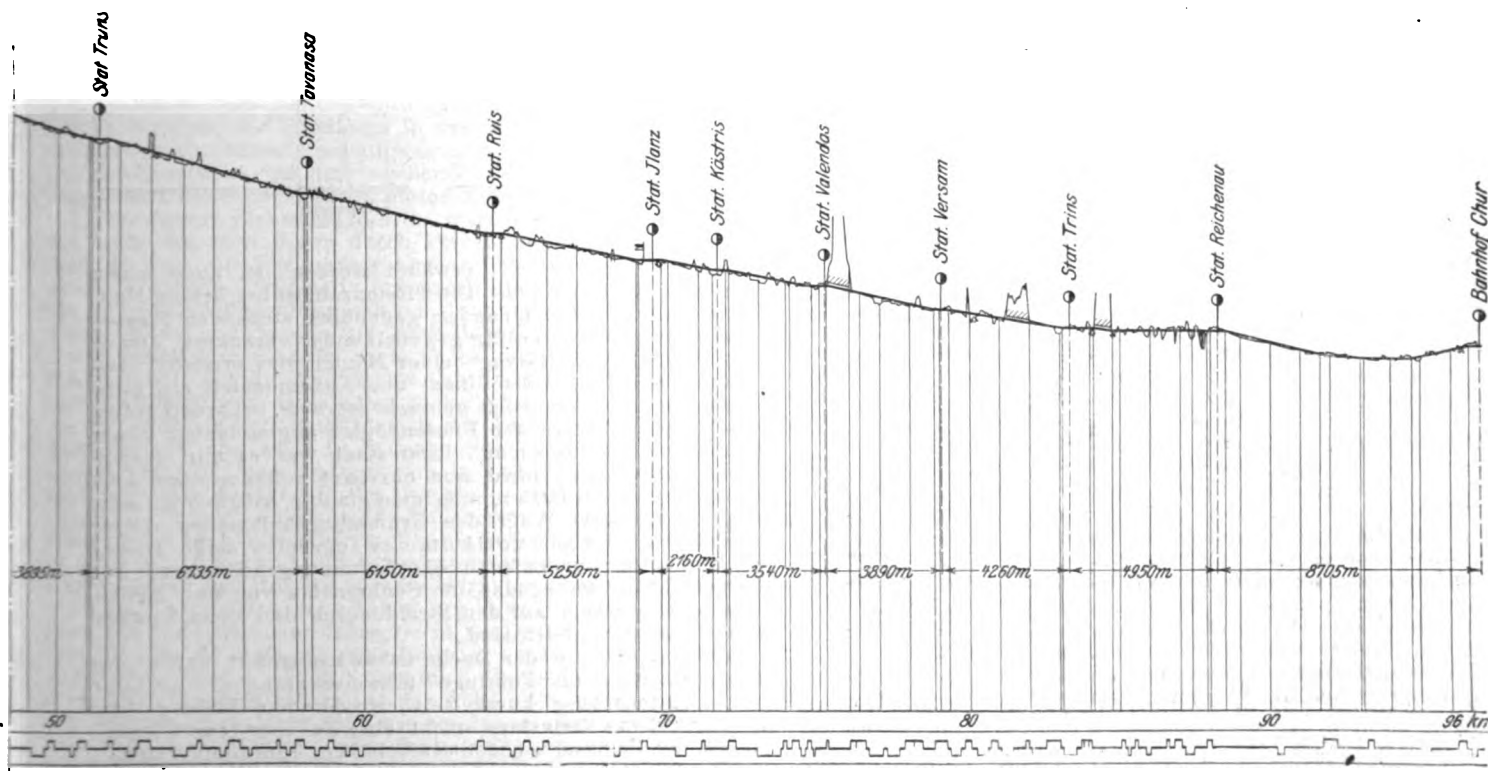 Stat Truns
Stat Tavanasa
Stat. Ruis
Stat. Jlanz
Stat. Kästris
Stat. Valendas
Stat. Versam
Stat. Trins
Stat. Reichenau
Bahnhof Chur
6735m
6150m
5250m
2160m
3540m
3890m
4260m
4950m
8705m
50
60
70
80
90
96 km